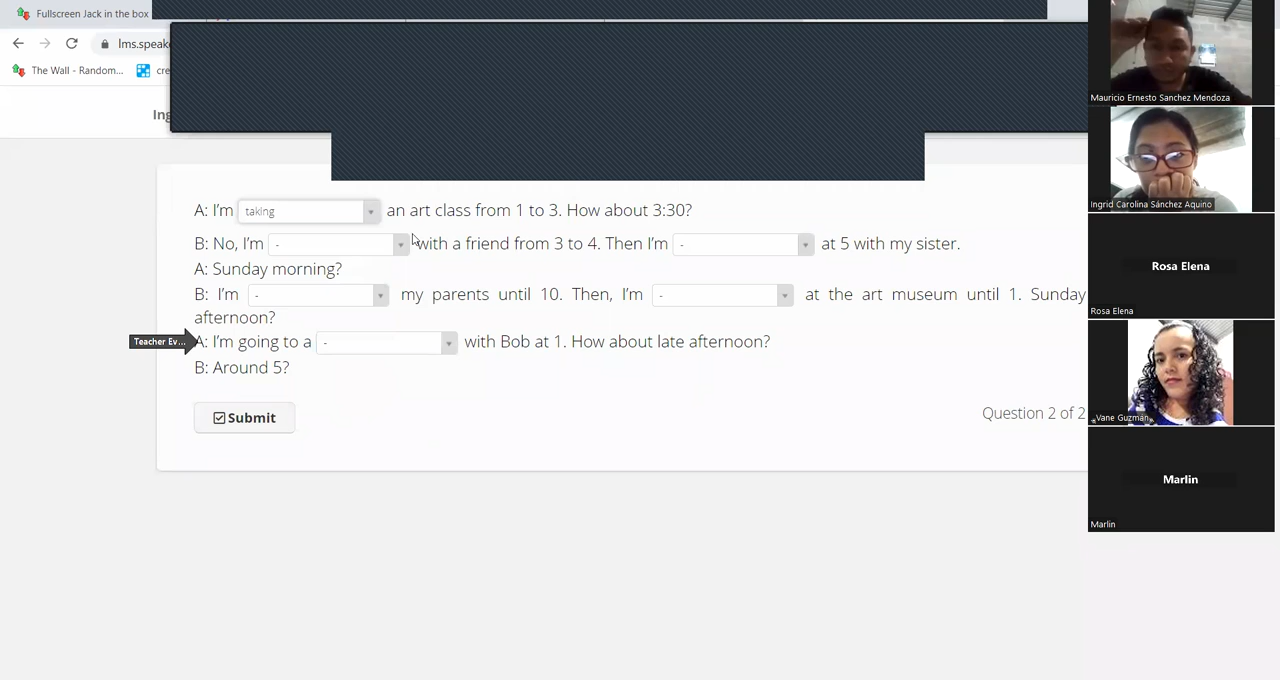 Fullscreen Jack in the box
lms.speak
The Wall - Random...
cre
Ing
A: I'm taking an art class from 1 to 3. How about 3:30?
B: No, I'm - with a friend from 3 to 4. Then I'm - at 5 with my sister.
A: Sunday morning?
B: I'm - my parents until 10. Then, I'm - at the art museum until 1. Sunday
afternoon?
Teacher Ev...
A: I'm going to a - with Bob at 1. How about late afternoon?
B: Around 5?
Submit
Question 2 of 2
Mauricio Ernesto Sanchez Mendoza
Ingrid Carolina Sánchez Aquino
Rosa Elena
Rosa Elena
Vane Guzmán
Marlin
Marlin